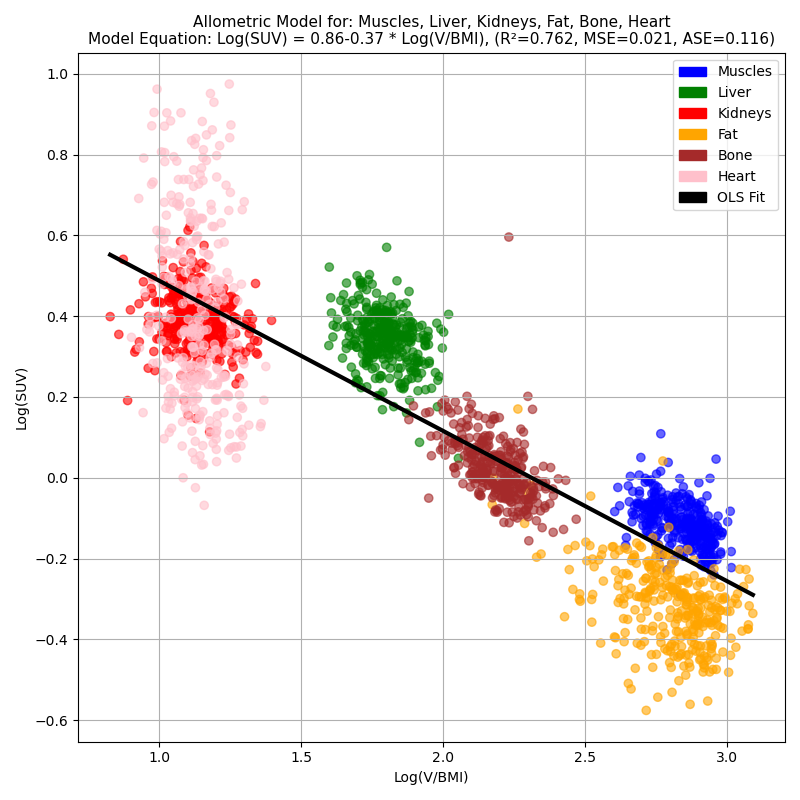 Allometric Model for: Muscles, Liver, Kidneys, Fat, Bone, Heart
Model Equation: Log(SUV) = 0.86-0.37 * Log(V/BMI), (R²=0.762, MSE=0.021, ASE=0.116)
Muscles
Liver
Kidneys
Fat
Bone
Heart
OLS Fit
Log(SUV)
1.0
0.8
0.6
0.4
0.2
0.0
−0.2
−0.4
−0.6
1.0
1.5
2.0
2.5
3.0
Log(V/BMI)